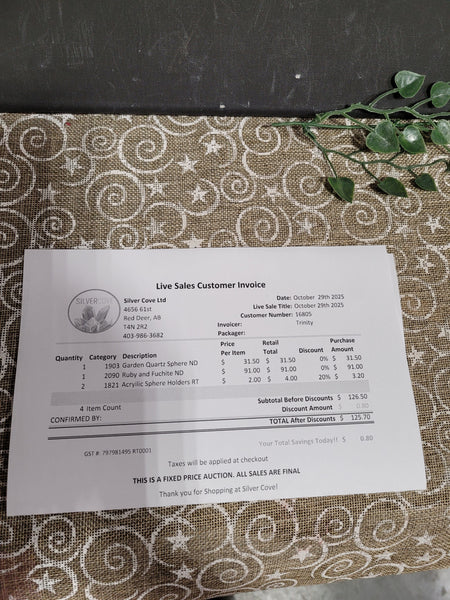 Live Sales Customer Invoice
SILVERCOVE
Silver Cove Ltd
4656 61st
Red Deer, AB
T4N 2R2
403-986-3682
Date: October 29th 2025
Live Sale Title: October 29th 2025
Customer Number: 16805
Invoicer: Trinity
Packager:
Quantity Category Description Price Per Item Retail Total Discount Purchase Amount
1 1903 Garden Quartz Sphere ND $ 31.50 $ 31.50 0% $ 31.50
1 2090 Ruby and Fuchite ND $ 91.00 $ 91.00 0% $ 91.00
2 1821 Acrylic Sphere Holders RT $ 2.00 $ 4.00 20% $ 3.20
4 Item Count
Subtotal Before Discounts $ 126.50
Discount Amount $ 0.80
CONFIRMED BY:
TOTAL After Discounts $ 125.70
Your Total Savings Today!! $ 0.80
GST #: 797981495 RT0001
Taxes will be applied at checkout
THIS IS A FIXED PRICE AUCTION. ALL SALES ARE FINAL
Thank you for Shopping at Silver Cove!